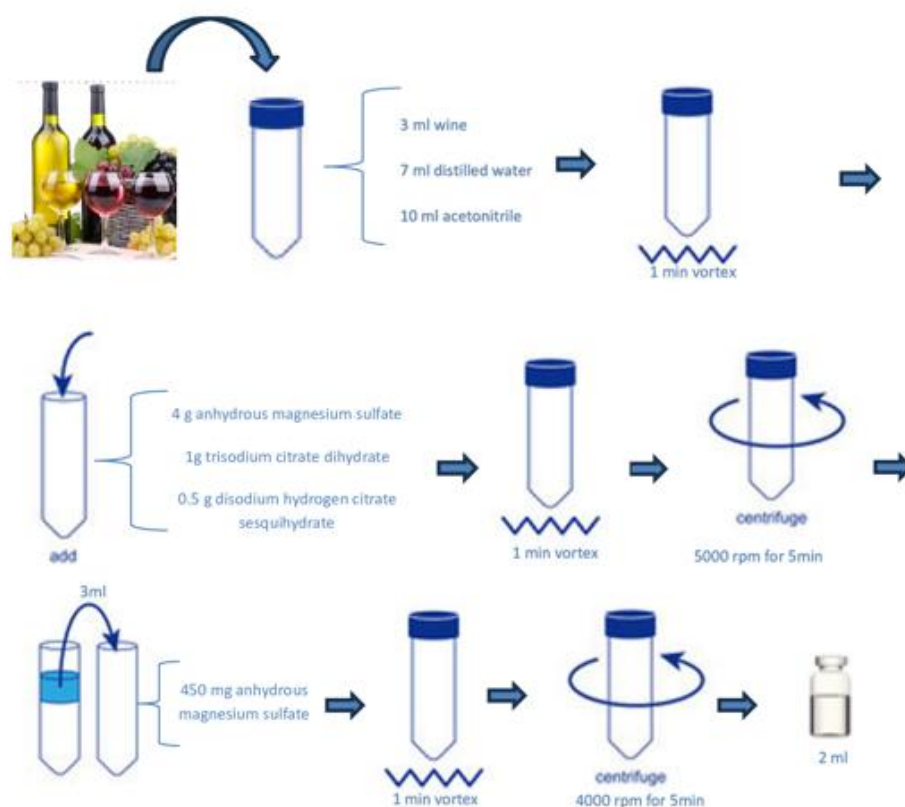 3 ml wine
7 ml distilled water
10 ml acetonitrile
1 min vortex
4 g anhydrous magnesium sulfate
1g trisodium citrate dihydrate
0.5 g disodium hydrogen citrate
sesquihydrate
add
1 min vortex
centrifuge
5000 rpm for 5min
3ml
450 mg anhydrous
magnesium sulfate
1 min vortex
centrifuge
4000 rpm for 5min
2 ml